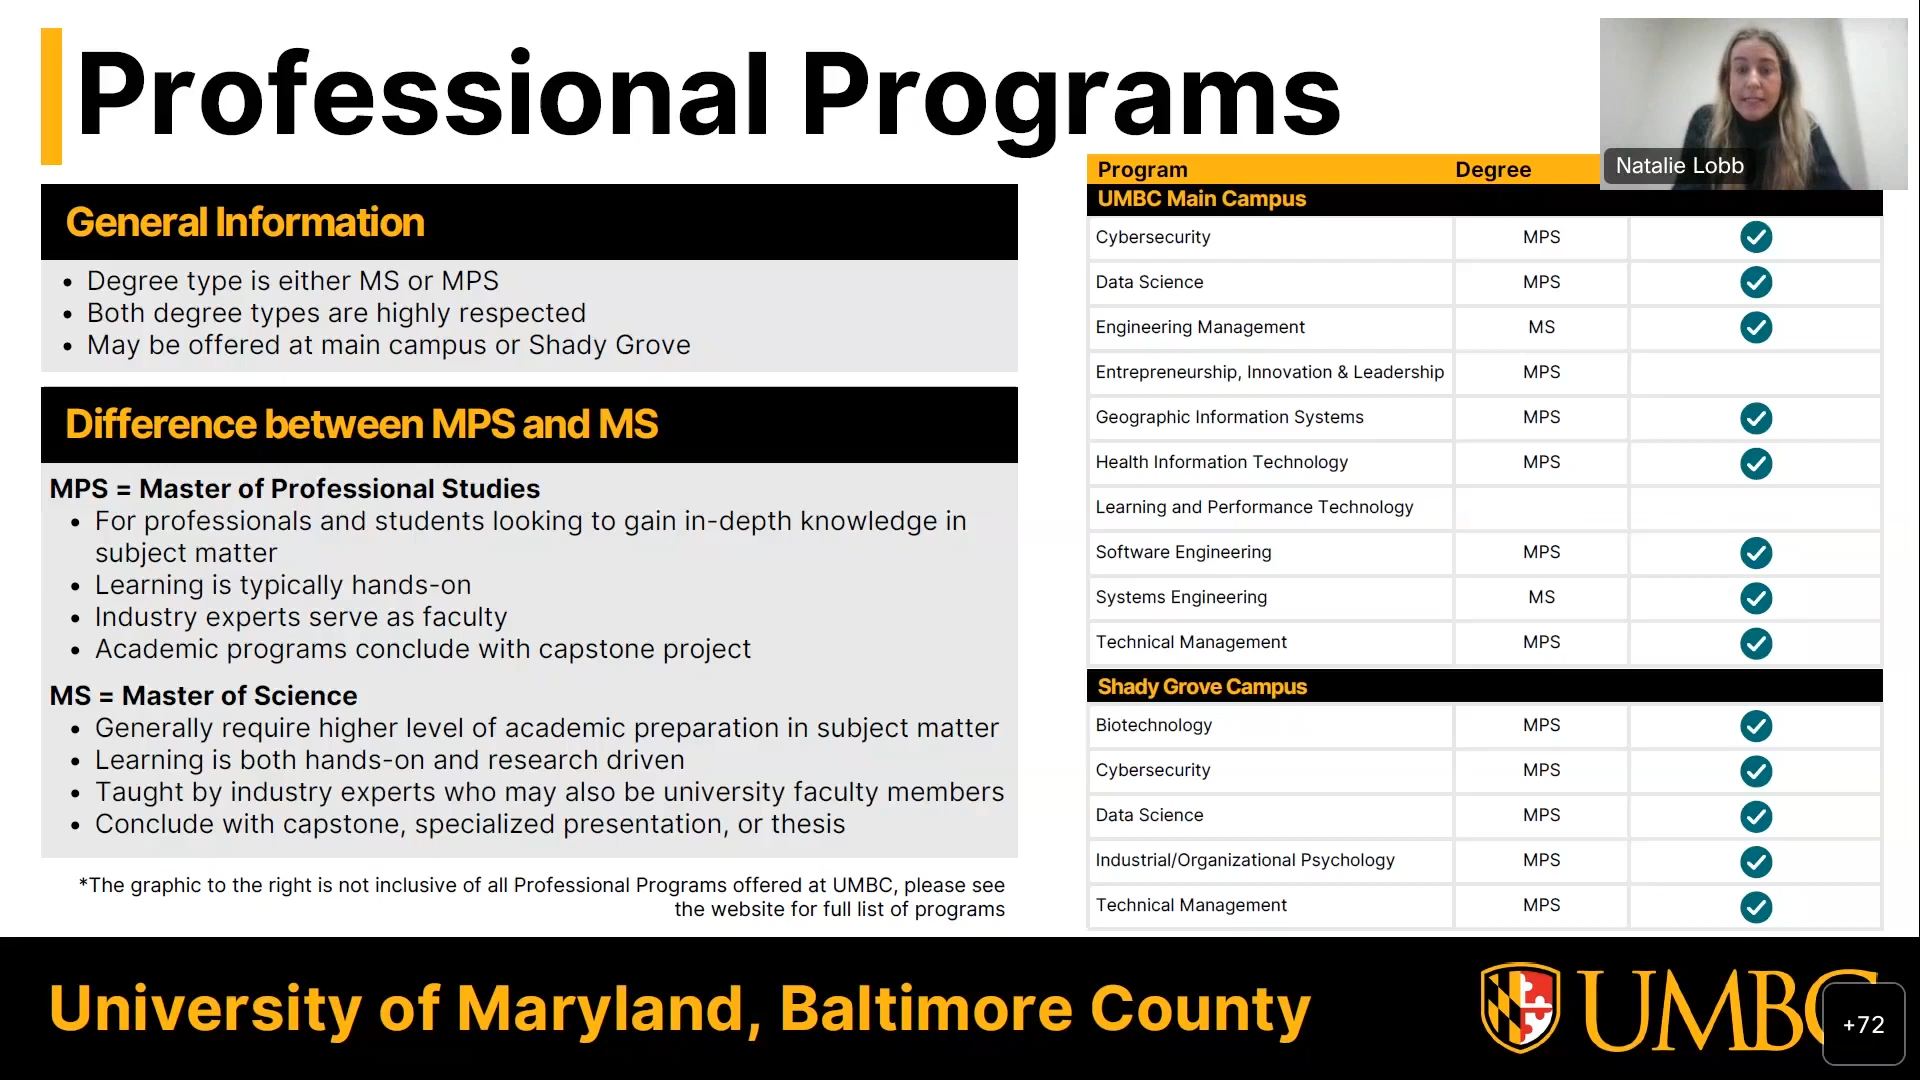 Professional Programs
Natalie Lobb
General Information
• Degree type is either MS or MPS
• Both degree types are highly respected
• May be offered at main campus or Shady Grove
Difference between MPS and MS
MPS = Master of Professional Studies
• For professionals and students looking to gain in-depth knowledge in
subject matter
• Learning is typically hands-on
• Industry experts serve as faculty
• Academic programs conclude with capstone project
MS = Master of Science
• Generally require higher level of academic preparation in subject matter
• Learning is both hands-on and research driven
• Taught by industry experts who may also be university faculty members
• Conclude with capstone, specialized presentation, or thesis
*The graphic to the right is not inclusive of all Professional Programs offered at UMBC, please see
the website for full list of programs
Program Degree
UMBC Main Campus
Cybersecurity MPS
Data Science MPS
Engineering Management MS
Entrepreneurship, Innovation & Leadership MPS
Geographic Information Systems MPS
Health Information Technology MPS
Learning and Performance Technology
Software Engineering MPS
Systems Engineering MS
Technical Management MPS
Shady Grove Campus
Biotechnology MPS
Cybersecurity MPS
Data Science MPS
Industrial/Organizational Psychology MPS
Technical Management MPS
University of Maryland, Baltimore County
UMBC
+72